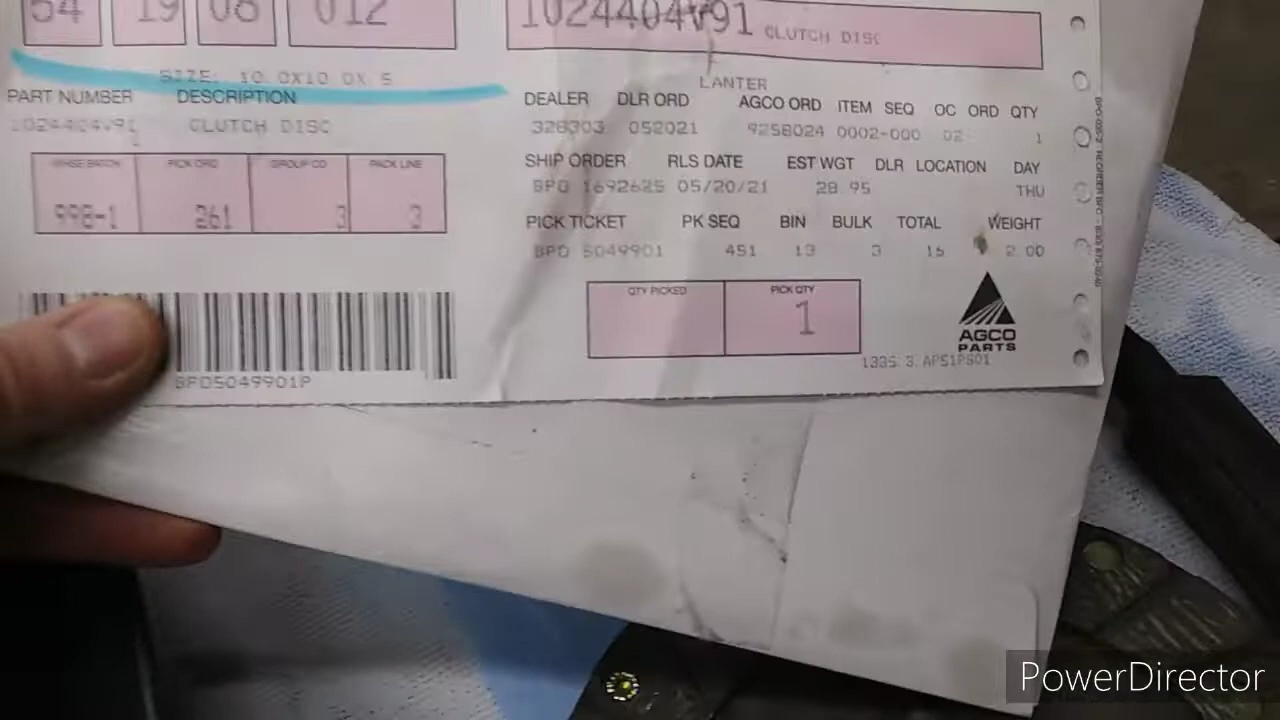 54 19 06 012
1024404V91 CLUTCH DISC
SIZE: 10.0X10.0X.5
LANTER
PART NUMBER DESCRIPTION
1024404V91 CLUTCH DISC
DEALER DLR ORD AGCO ORD ITEM SEQ OC ORD QTY
328303 052021 9258024 0002-000 02 1
SHIP ORDER RLS DATE EST WGT DLR LOCATION DAY
BPO 1692625 05/20/21 28.95 THU
WHSE BATCH PICK ORD GROUP CD PACK LINE
998-1 261 3 3
PICK TICKET PK SEQ BIN BULK TOTAL WEIGHT
BPO 5049901 451 13 3 16 2.00
QTY PICKED PICK QTY
1
BPO5049901P
AGCO
PARTS
1335.3.APS1PS01
PowerDirector